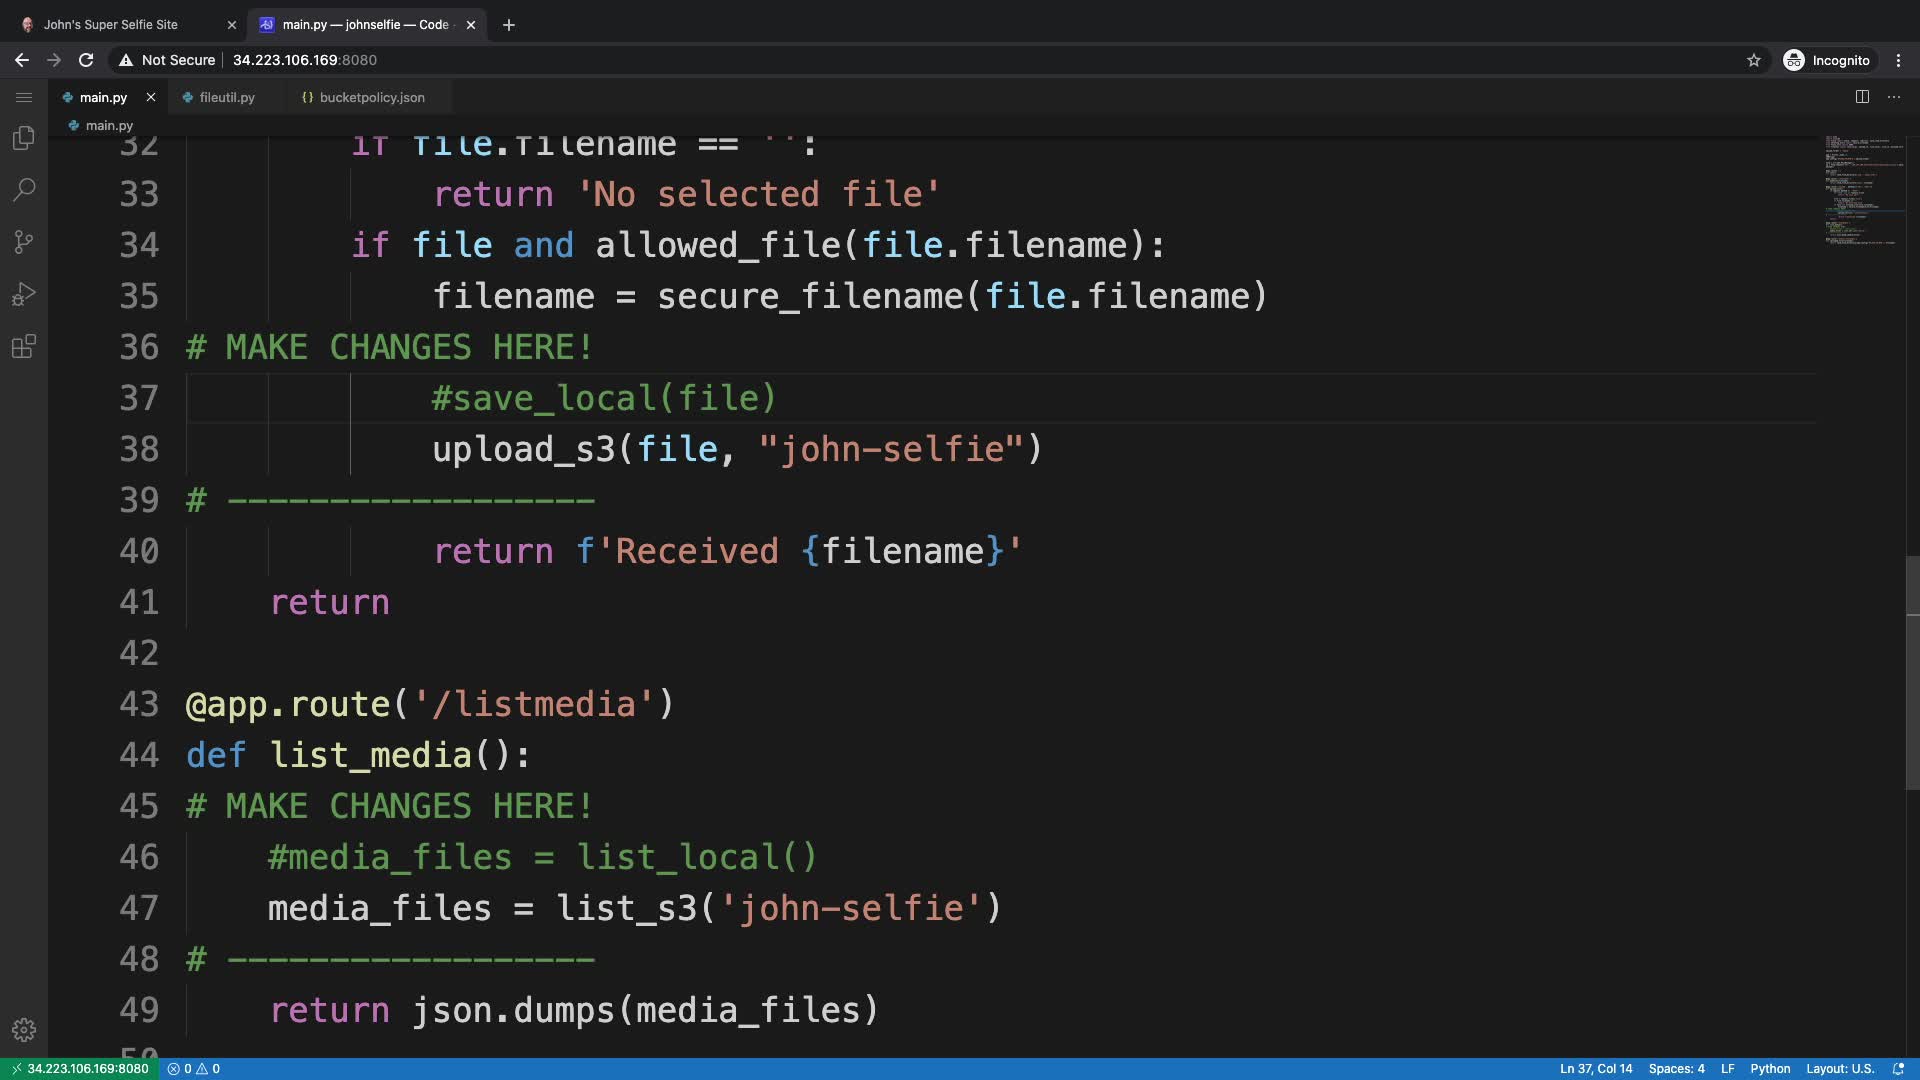 John's Super Selfie Site
main.py — johnselfie — Code -
Not Secure
34.223.106.169:8080
Incognito
main.py
fileutil.py
{} bucketpolicy.json
main.py
32 if file.filename == '':
33 return 'No selected file'
34 if file and allowed_file(file.filename):
35 filename = secure_filename(file.filename)
36 # MAKE CHANGES HERE!
37 #save_local(file)
38 upload_s3(file, "john-selfie")
39 # ------------------
40 return f'Received {filename}'
41 return
42
43 @app.route('/listmedia')
44 def list_media():
45 # MAKE CHANGES HERE!
46 #media_files = list_local()
47 media_files = list_s3('john-selfie')
48 # ------------------
49 return json.dumps(media_files)
50
34.223.106.169:8080 0 0 Ln 37, Col 14 Spaces: 4 LF Python Layout: U.S.